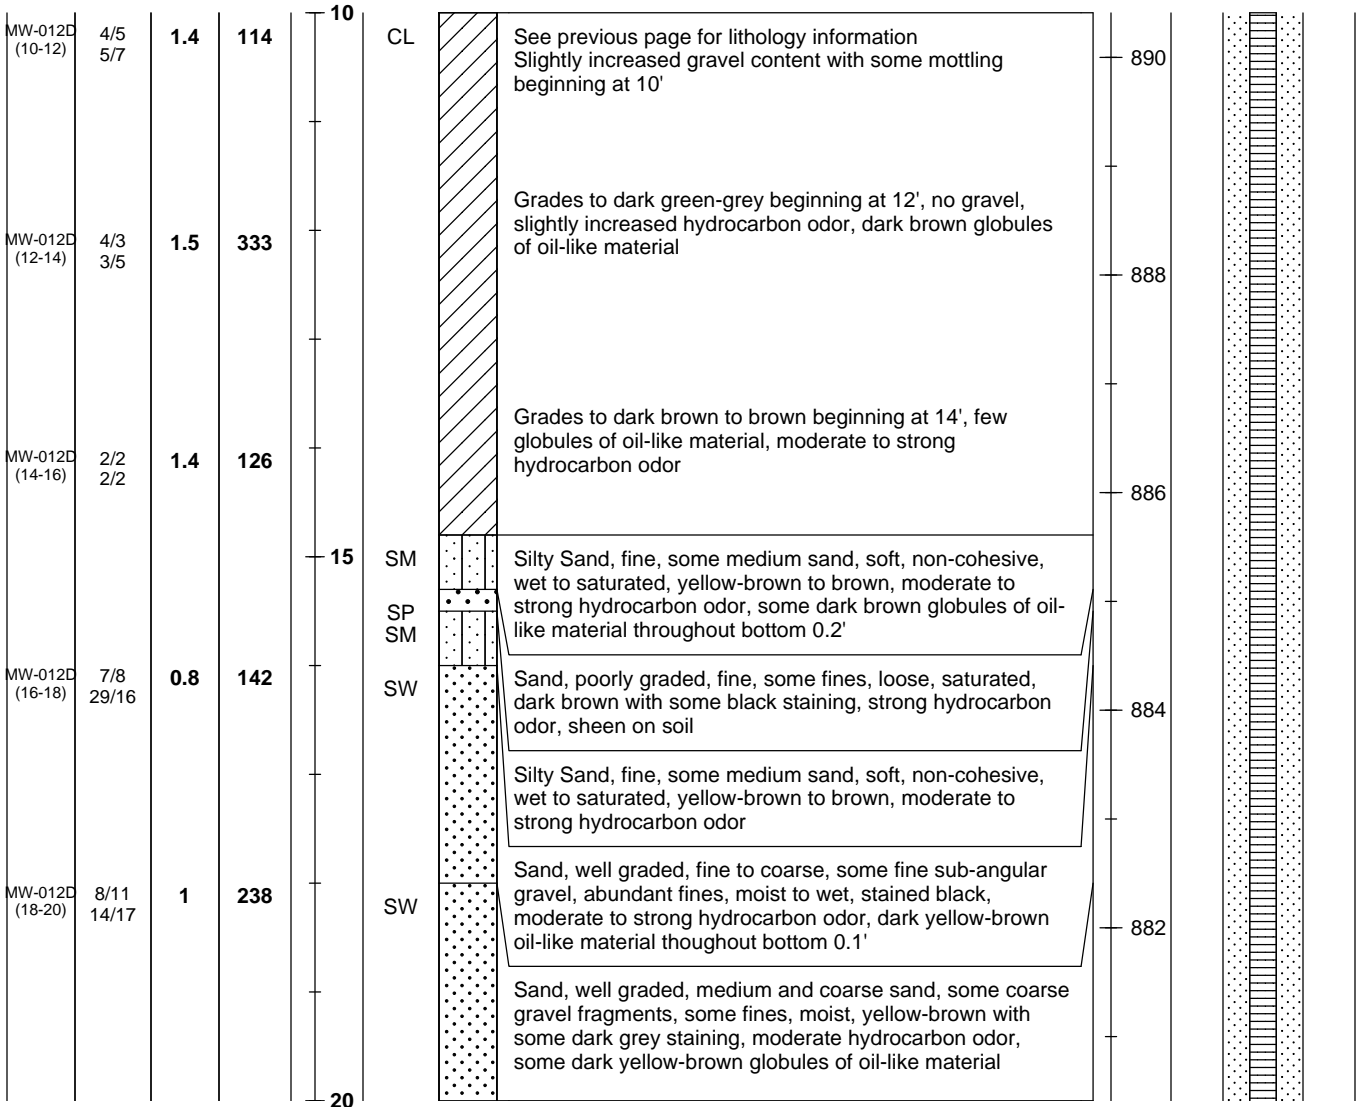 10
MW-012D
(10-12)
4/5
5/7
1.4
114
CL
See previous page for lithology information
Slightly increased gravel content with some mottling
beginning at 10'
890
Grades to dark green-grey beginning at 12', no gravel,
slightly increased hydrocarbon odor, dark brown globules
of oil-like material
MW-012D
(12-14)
4/3
3/5
1.5
333
888
Grades to dark brown to brown beginning at 14', few
globules of oil-like material, moderate to strong
hydrocarbon odor
MW-012D
(14-16)
2/2
2/2
1.4
126
886
15
SM
Silty Sand, fine, some medium sand, soft, non-cohesive,
wet to saturated, yellow-brown to brown, moderate to
strong hydrocarbon odor, some dark brown globules of oil-
like material throughout bottom 0.2'
SP
SM
MW-012D
(16-18)
7/8
29/16
0.8
142
SW
Sand, poorly graded, fine, some fines, loose, saturated,
dark brown with some black staining, strong hydrocarbon
odor, sheen on soil
884
Silty Sand, fine, some medium sand, soft, non-cohesive,
wet to saturated, yellow-brown to brown, moderate to
strong hydrocarbon odor
MW-012D
(18-20)
8/11
14/17
1
238
SW
Sand, well graded, fine to coarse, some fine sub-angular
gravel, abundant fines, moist to wet, stained black,
moderate to strong hydrocarbon odor, dark yellow-brown
oil-like material thoughout bottom 0.1'
882
Sand, well graded, medium and coarse sand, some coarse
gravel fragments, some fines, moist, yellow-brown with
some dark grey staining, moderate hydrocarbon odor,
some dark yellow-brown globules of oil-like material
20